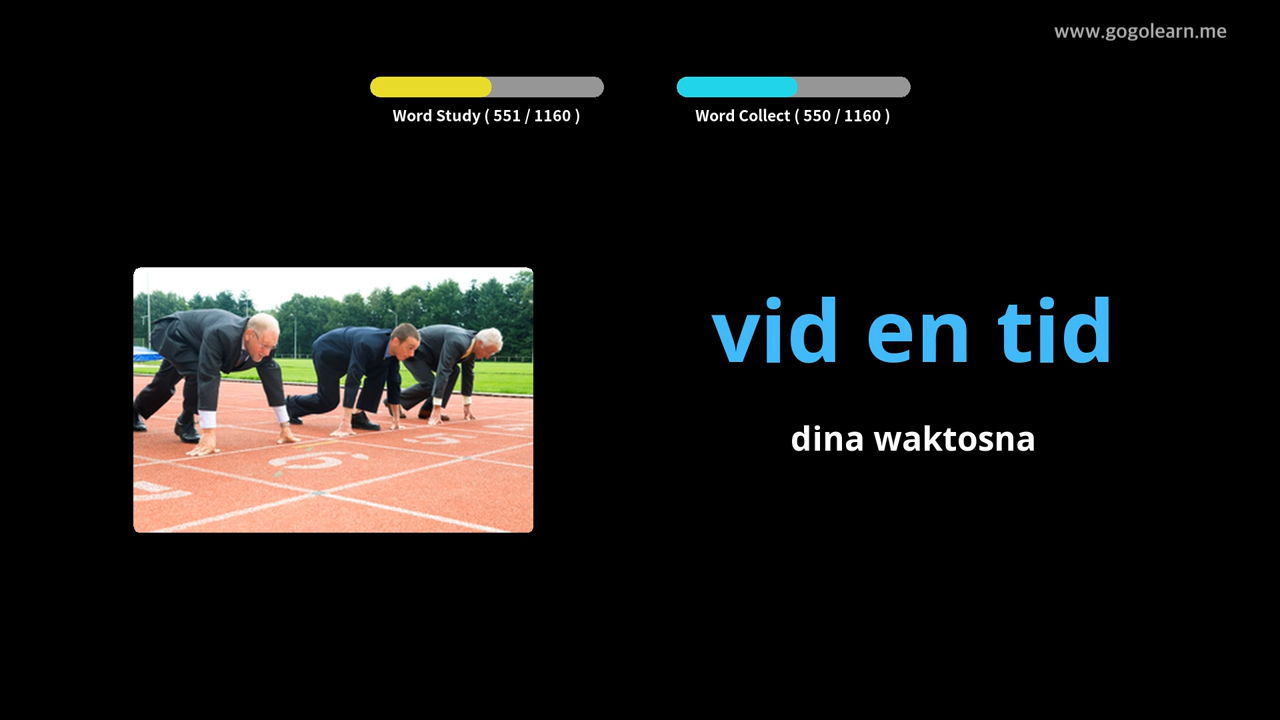 www.gogolearn.me
Word Study ( 551 / 1160 )
Word Collect ( 550 / 1160 )
vid en tid
dina waktosna